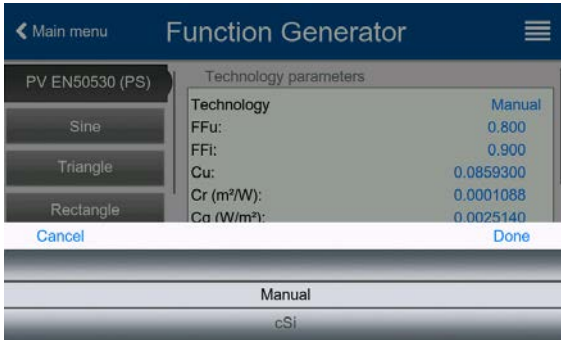 Main menu
Function Generator
PV EN50530 (PS)
Sine
Triangle
Rectangle
Technology parameters
Technology Manual
FFu: 0.800
FFi: 0.900
Cu: 0.0859300
Cr (m²/W): 0.0001088
Cg (W/m²): 0.0025140
Cancel
Done
Manual
cSi